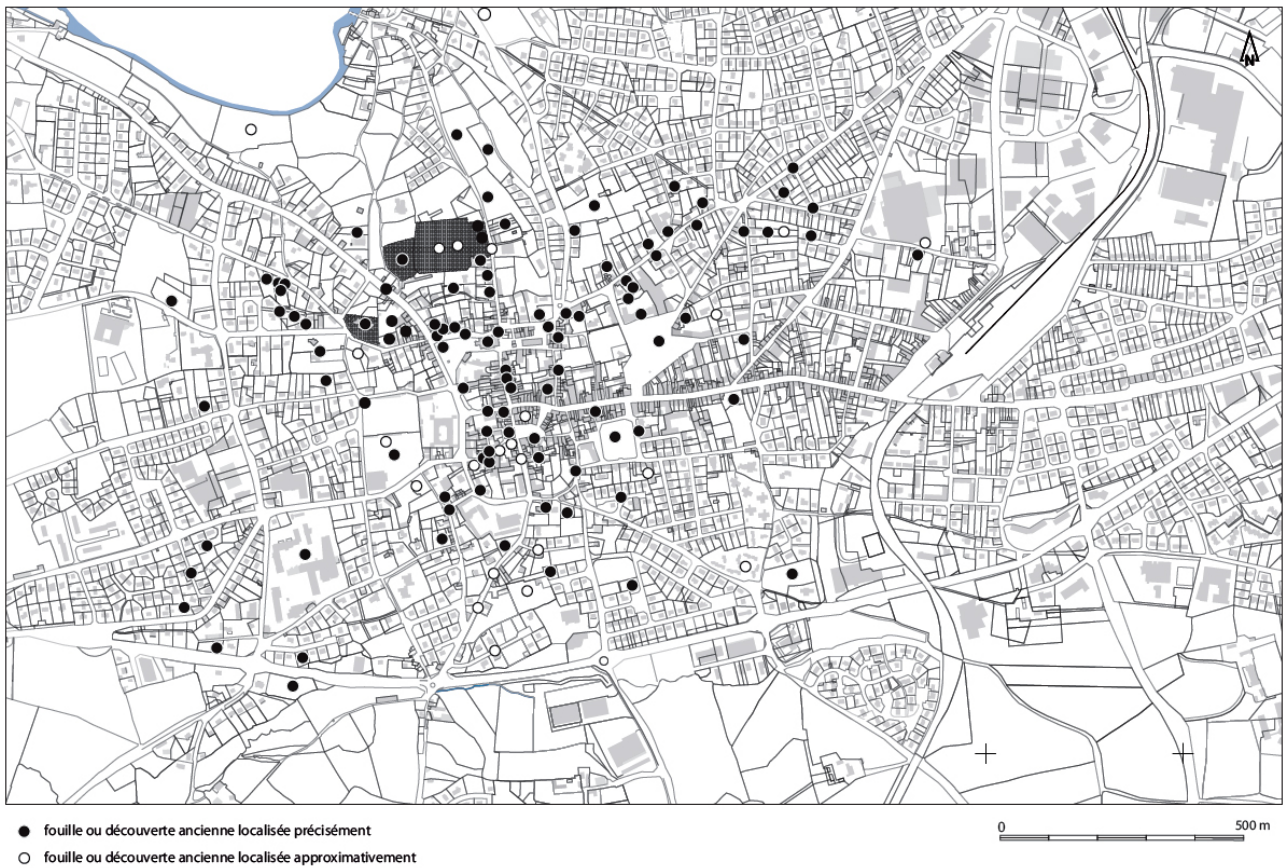 N
fouille ou découverte ancienne localisée précisément
fouille ou découverte ancienne localisée approximativement
0 500 m